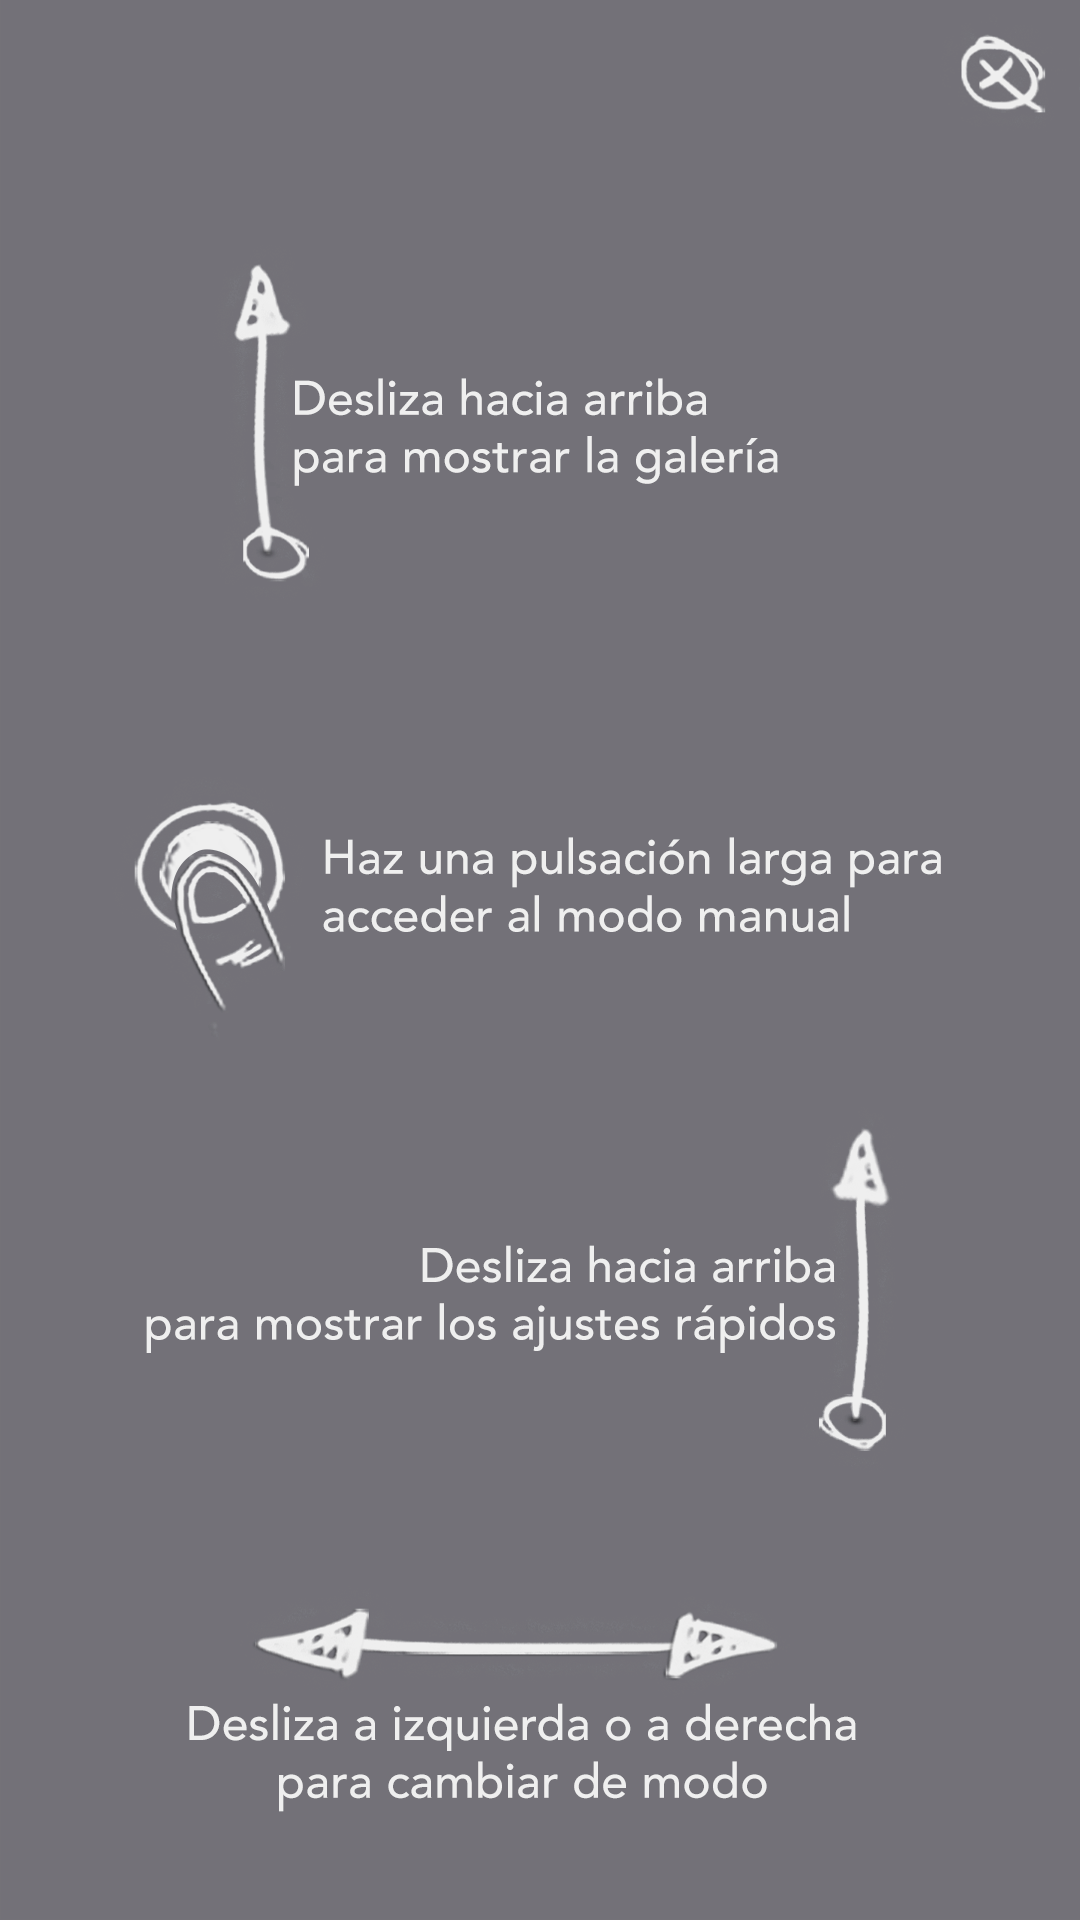 Desliza hacia arriba
para mostrar la galería
Haz una pulsación larga para
acceder al modo manual
Desliza hacia arriba
para mostrar los ajustes rápidos
Desliza a izquierda o a derecha
para cambiar de modo